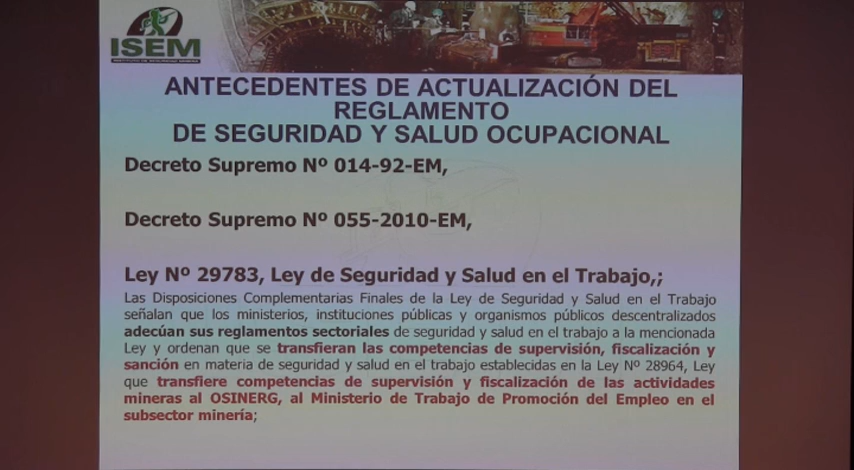 ISEM
INSTITUTO DE SEGURIDAD MINERA
ANTECEDENTES DE ACTUALIZACIÓN DEL
REGLAMENTO
DE SEGURIDAD Y SALUD OCUPACIONAL
Decreto Supremo Nº 014-92-EM,
Decreto Supremo Nº 055-2010-EM,
Ley Nº 29783, Ley de Seguridad y Salud en el Trabajo,;
Las Disposiciones Complementarias Finales de la Ley de Seguridad y Salud en el Trabajo
señalan que los ministerios, instituciones públicas y organismos públicos descentralizados
adecúan sus reglamentos sectoriales de seguridad y salud en el trabajo a la mencionada
Ley y ordenan que se transfieran las competencias de supervisión, fiscalización y
sanción en materia de seguridad y salud en el trabajo establecidas en la Ley Nº 28964, Ley
que transfiere competencias de supervisión y fiscalización de las actividades
mineras al OSINERG, al Ministerio de Trabajo de Promoción del Empleo en el
subsector minería;